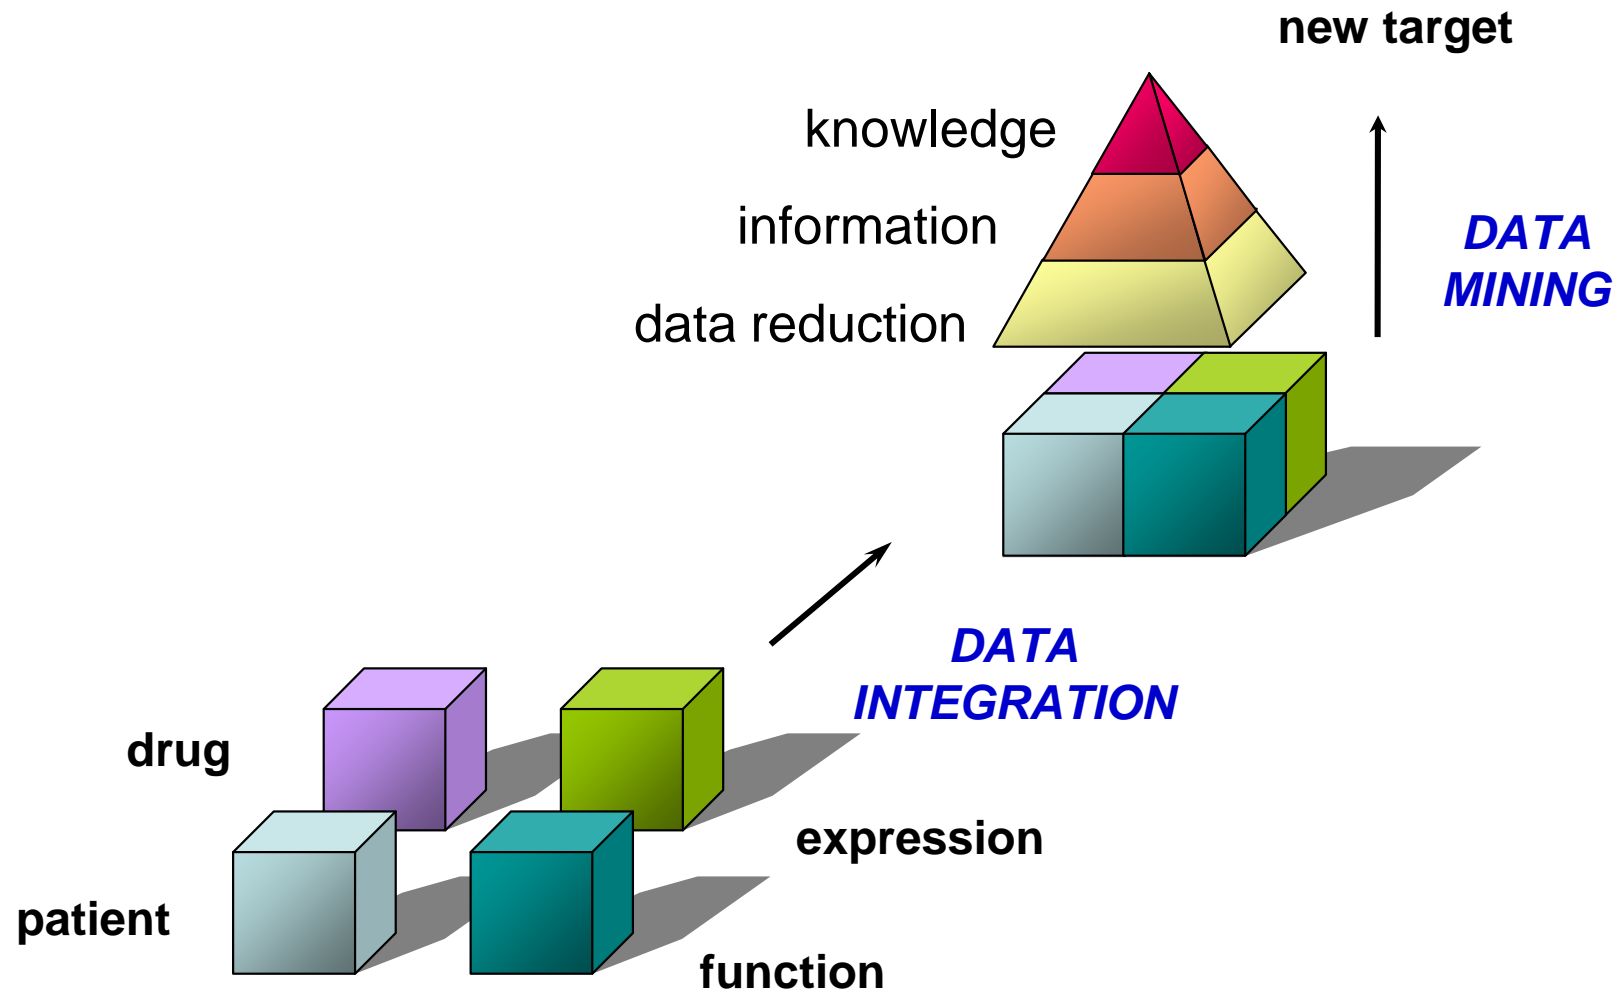 new target
knowledge
information
data reduction
DATA
MINING
DATA
INTEGRATION
drug
expression
patient
function